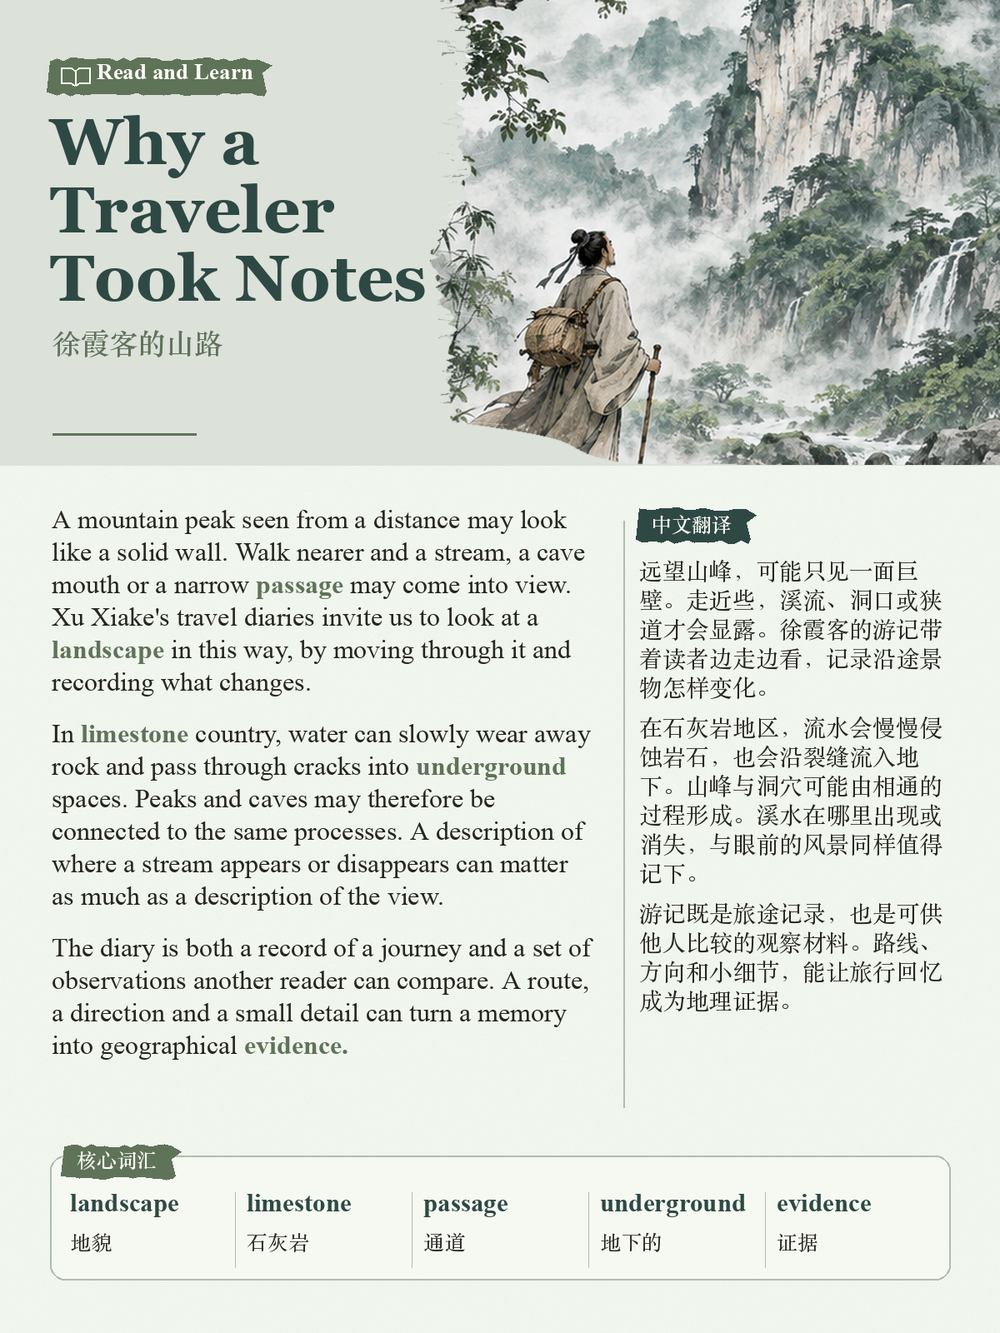 Read and Learn
Why a
Traveler
Took Notes
徐霞客的山路
A mountain peak seen from a distance may look
like a solid wall. Walk nearer and a stream, a cave
mouth or a narrow passage may come into view.
Xu Xiake's travel diaries invite us to look at a
landscape in this way, by moving through it and
recording what changes.
In limestone country, water can slowly wear away
rock and pass through cracks into underground
spaces. Peaks and caves may therefore be
connected to the same processes. A description of
where a stream appears or disappears can matter
as much as a description of the view.
The diary is both a record of a journey and a set of
observations another reader can compare. A route,
a direction and a small detail can turn a memory
into geographical evidence.
中文翻译
远望山峰，可能只见一面巨
壁。走近些，溪流、洞口或狭
道才会显露。徐霞客的游记带
着读者边走边看，记录沿途景
物怎样变化。
在石灰岩地区，流水会慢慢侵
蚀岩石，也会沿裂缝流入地
下。山峰与洞穴可能由相通的
过程形成。溪水在哪里出现或
消失，与眼前的风景同样值得
记下。
游记既是旅途记录，也是可供
他人比较的观察材料。路线、
方向和小细节，能让旅行回忆
成为地理证据。
核心词汇
landscape
地貌
limestone
石灰岩
passage
通道
underground
地下的
evidence
证据